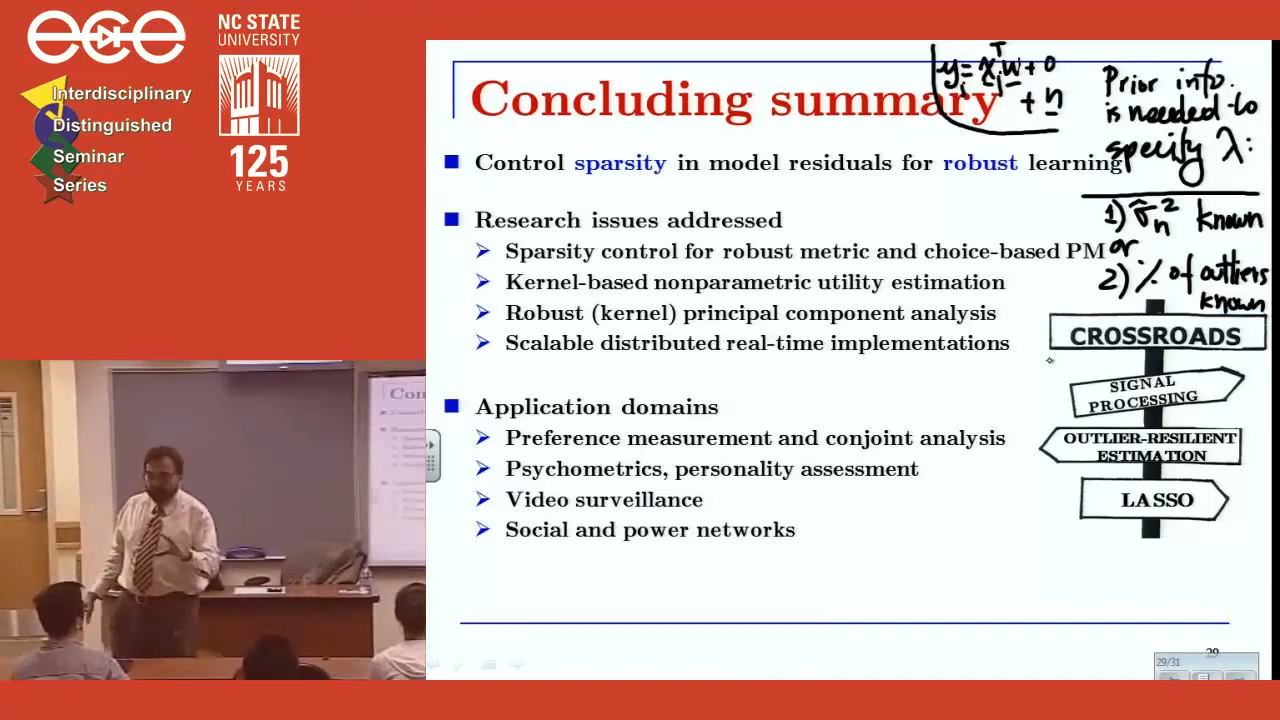 ece
NC STATE
UNIVERSITY
Interdisciplinary
Distinguished
Seminar
Series
125
YEARS
Concluding summary
y_i = x_i^T w + o
+ n
Prior info.
is needed to
specify λ:
1) σ̂_n^2 known
or
2) % of outliers
known
Control sparsity in model residuals for robust learning
Research issues addressed
Sparsity control for robust metric and choice-based PM
Kernel-based nonparametric utility estimation
Robust (kernel) principal component analysis
Scalable distributed real-time implementations
Application domains
Preference measurement and conjoint analysis
Psychometrics, personality assessment
Video surveillance
Social and power networks
CROSSROADS
SIGNAL
PROCESSING
OUTLIER-RESILIENT
ESTIMATION
LASSO
29
29/31